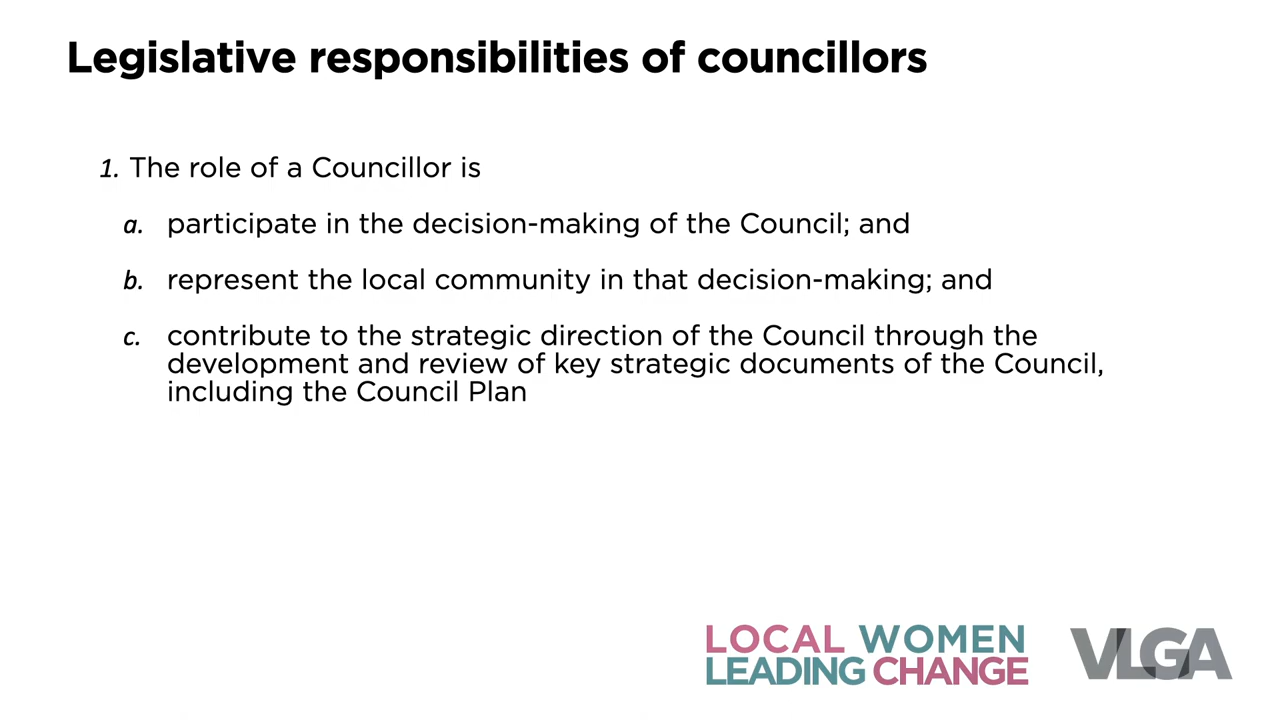 Legislative responsibilities of councillors
1. The role of a Councillor is
a. participate in the decision-making of the Council; and
b. represent the local community in that decision-making; and
c. contribute to the strategic direction of the Council through the
development and review of key strategic documents of the Council,
including the Council Plan
LOCAL WOMEN
LEADING CHANGE
VLGA